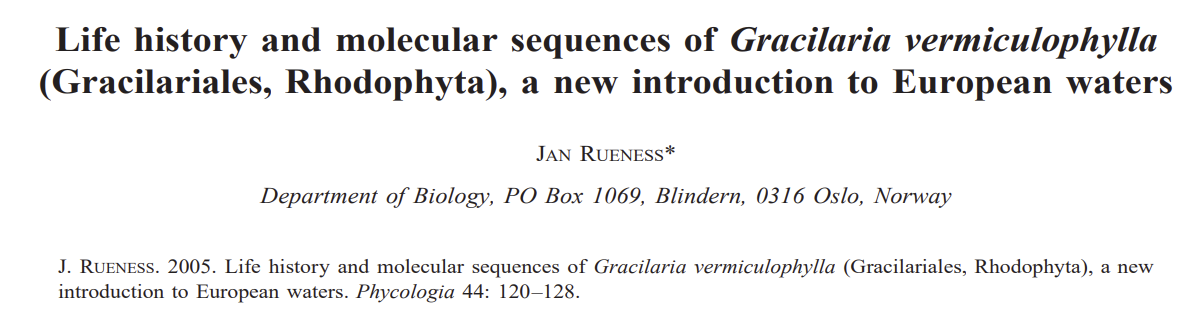 Life history and molecular sequences of Gracilaria vermiculophylla
(Gracilariales, Rhodophyta), a new introduction to European waters
JAN RUENESS*
Department of Biology, PO Box 1069, Blindern, 0316 Oslo, Norway
J. RUENESS. 2005. Life history and molecular sequences of Gracilaria vermiculophylla (Gracilariales, Rhodophyta), a new
introduction to European waters. Phycologia 44: 120–128.